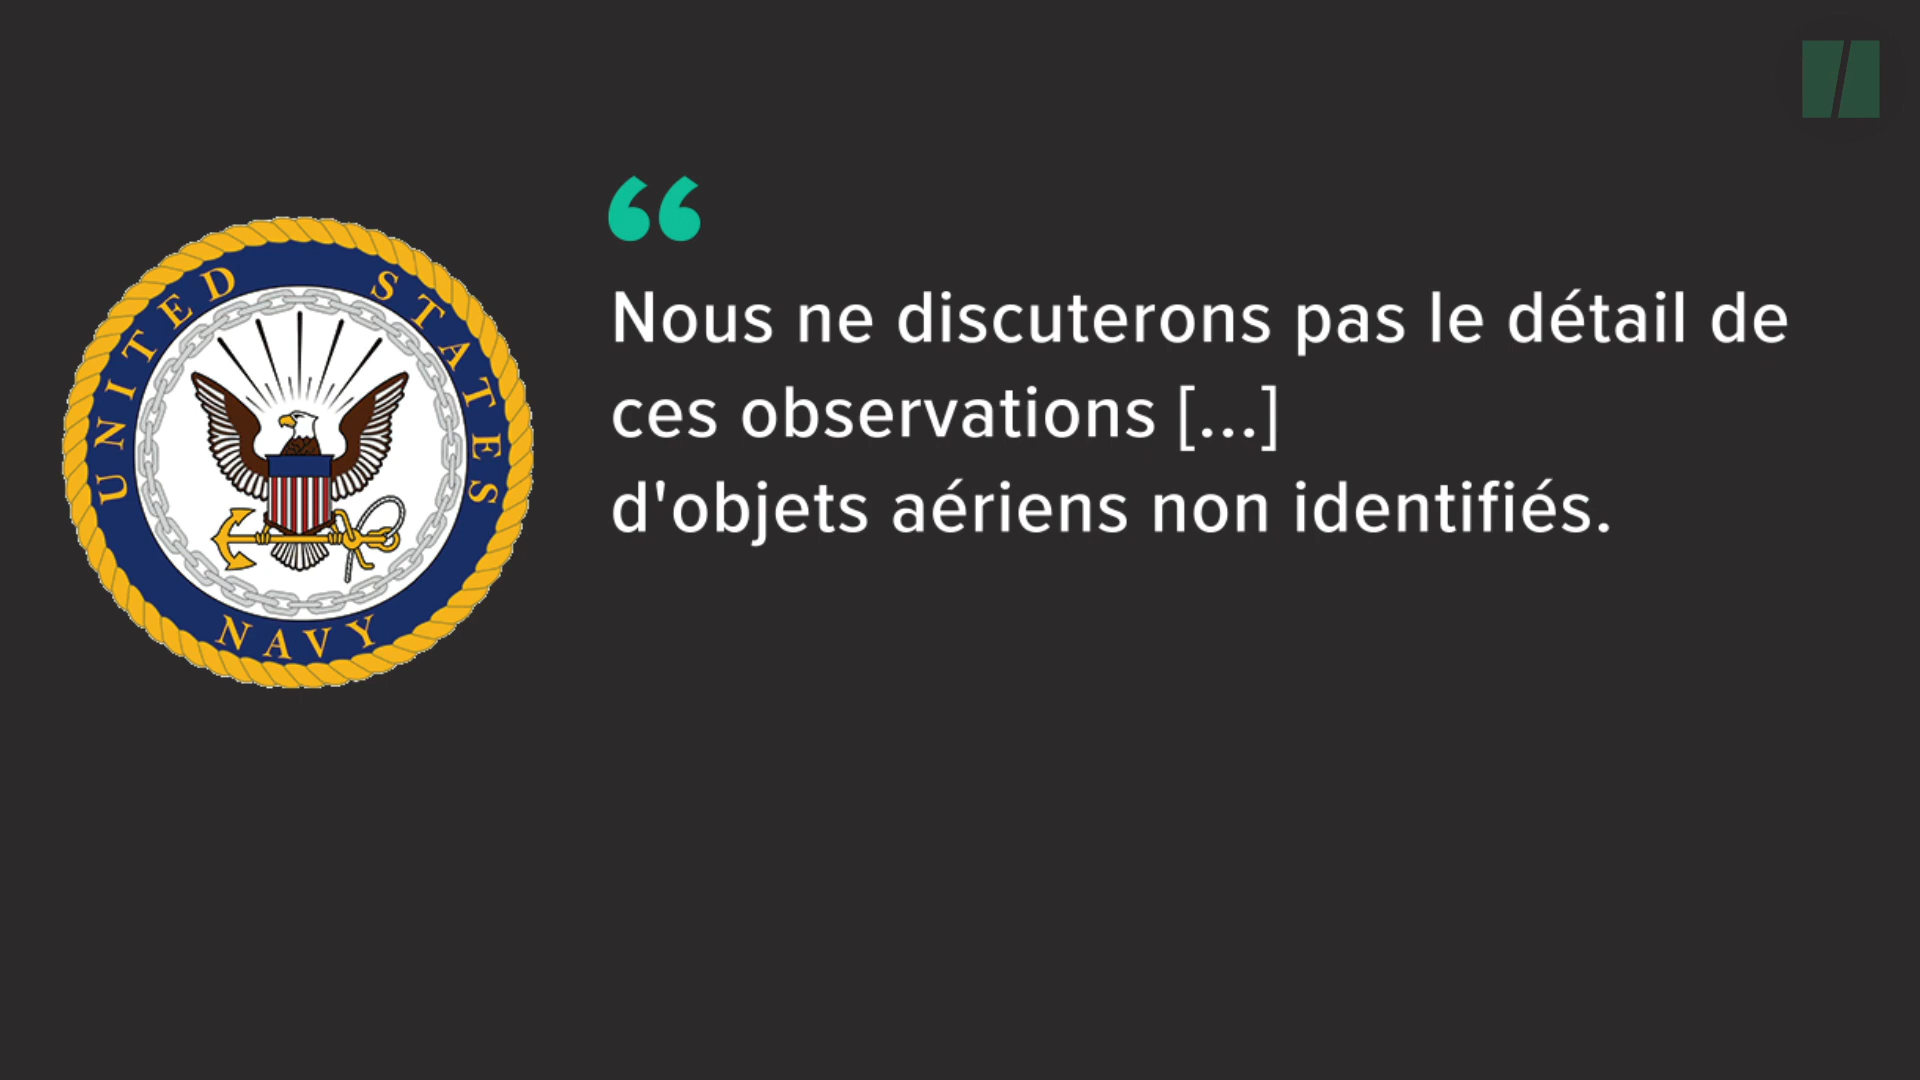 UNITED STATES
NAVY
“
Nous ne discuterons pas le détail de
ces observations [...]
d'objets aériens non identifiés.